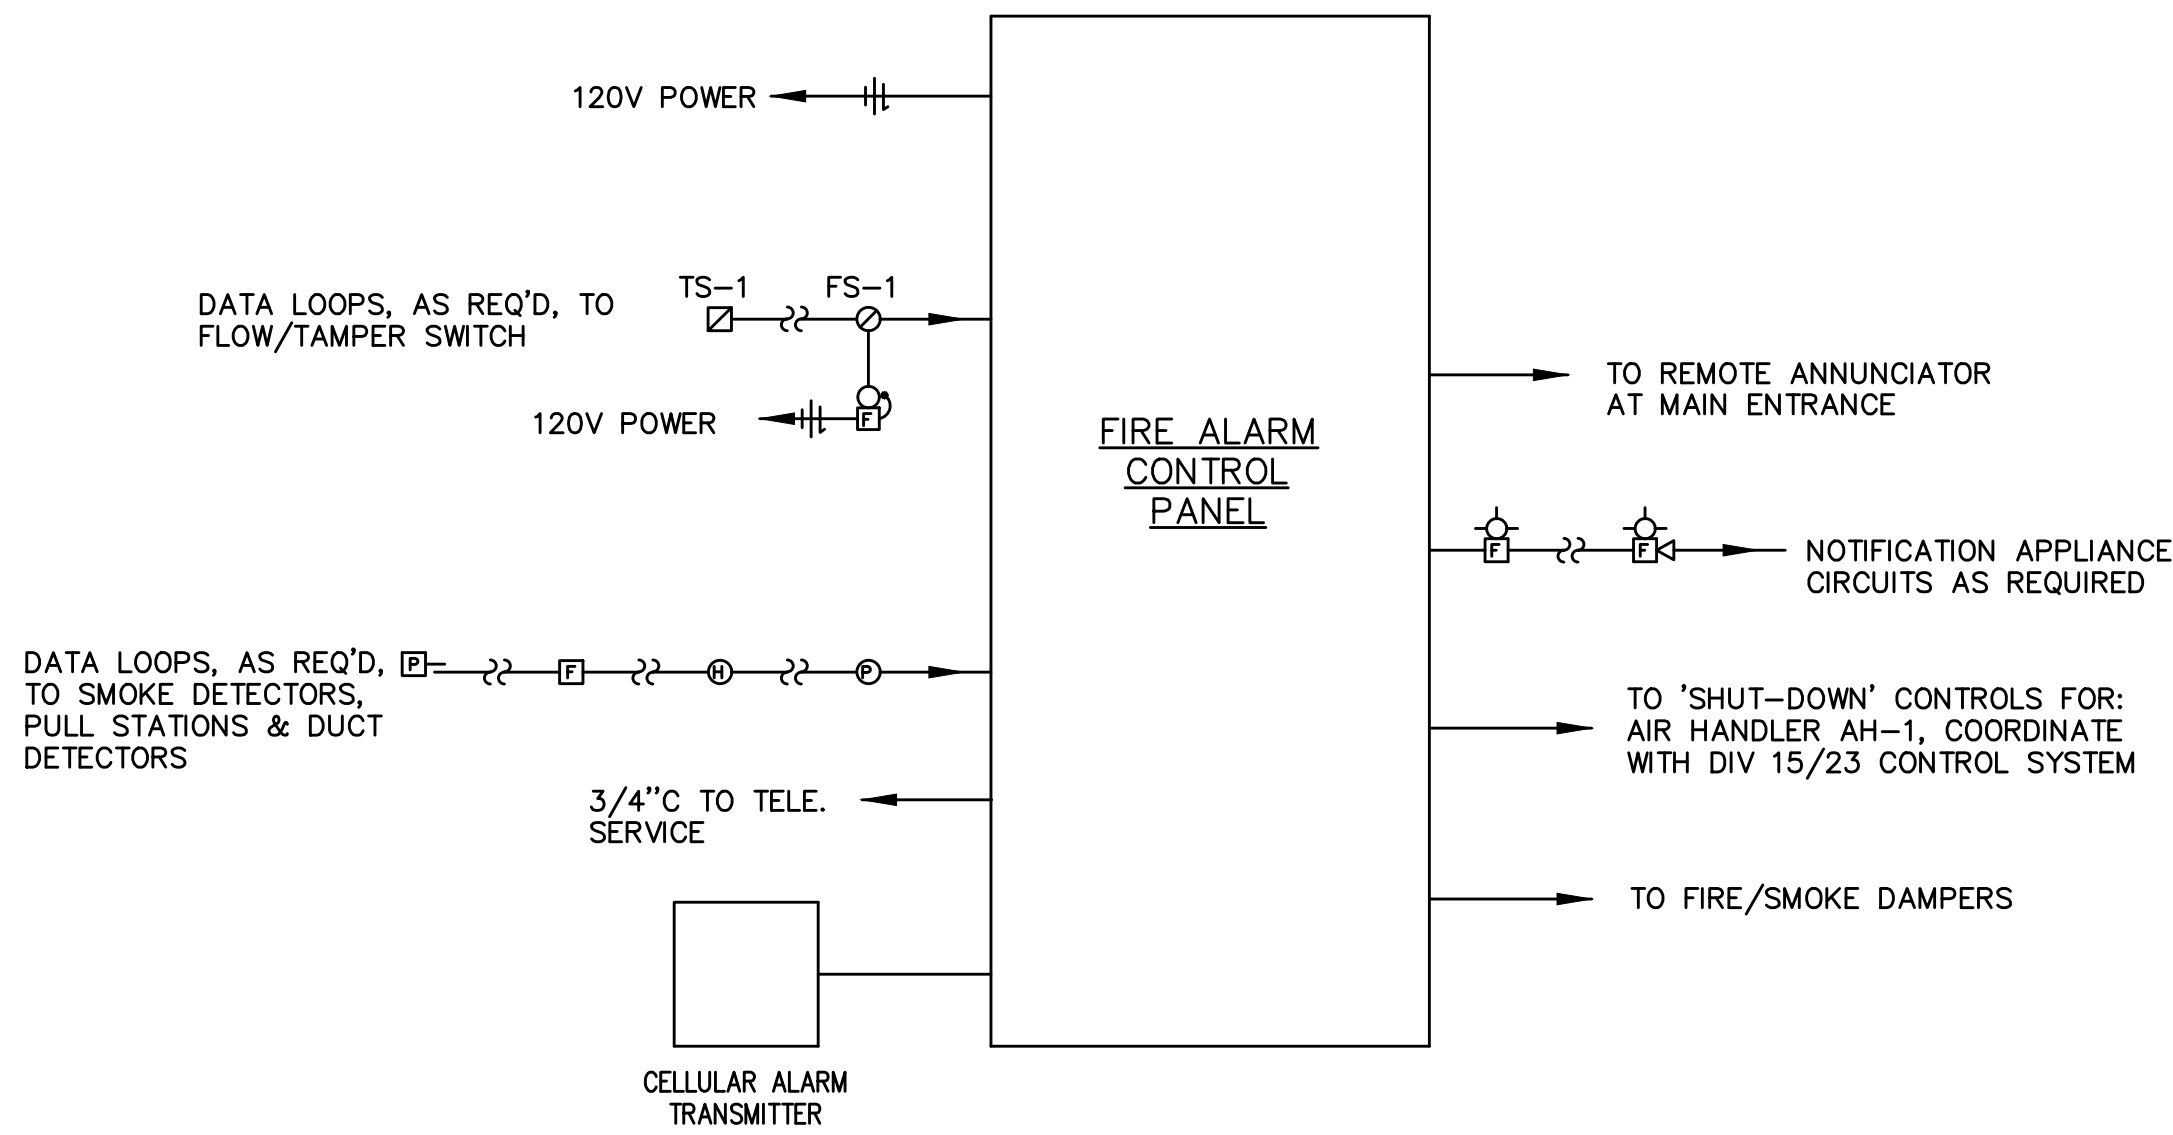 120V POWER
TS-1
FS-1
DATA LOOPS, AS REQ'D, TO
FLOW/TAMPER SWITCH
120V POWER
F
DATA LOOPS, AS REQ'D,
TO SMOKE DETECTORS,
PULL STATIONS & DUCT
DETECTORS
P
F
H
P
3/4"C TO TELE.
SERVICE
CELLULAR ALARM
TRANSMITTER
FIRE ALARM
CONTROL
PANEL
TO REMOTE ANNUNCIATOR
AT MAIN ENTRANCE
F
F
NOTIFICATION APPLIANCE
CIRCUITS AS REQUIRED
TO 'SHUT-DOWN' CONTROLS FOR:
AIR HANDLER AH-1, COORDINATE
WITH DIV 15/23 CONTROL SYSTEM
TO FIRE/SMOKE DAMPERS